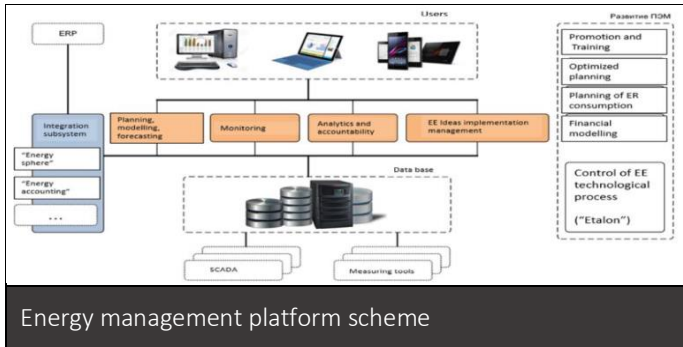 Users
Развитие ПЭМ
ERP
Promotion and
Training
Optimized
planning
Planning of ER
consumption
Financial
modelling
Integration
subsystem
Planning,
modelling,
forecasting
Monitoring
Analytics and
accountability
EE Ideas implementation
management
"Energy
sphere"
"Energy
accounting"
...
Data base
Control of EE
technological
process
("Etalon")
SCADA
Measuring tools
Energy management platform scheme